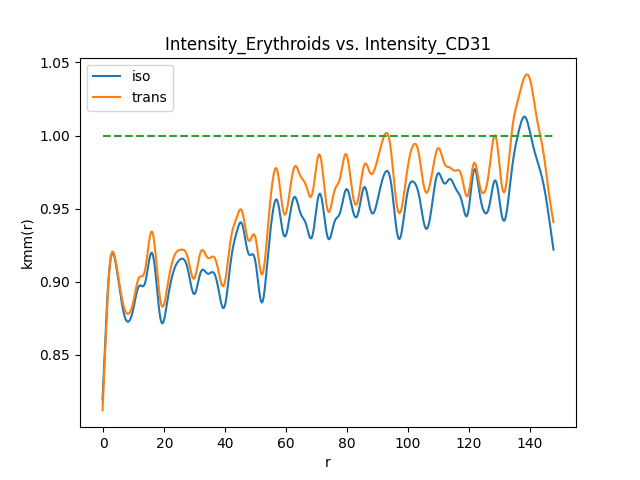 Intensity_Erythroids vs. Intensity_CD31
1.05
1.00
0.95
0.90
0.85
kmm(r)
iso
trans
0 20 40 60 80 100 120 140
r